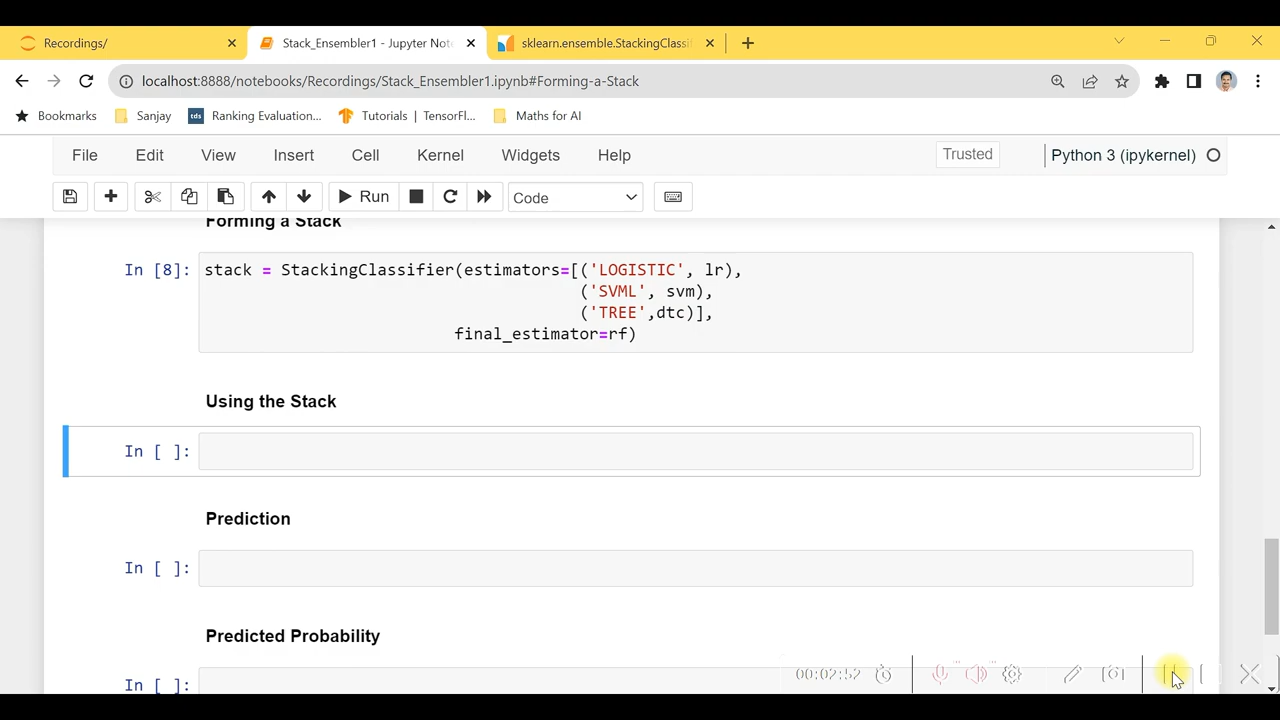 Recordings/
Stack_Ensembler1 - Jupyter Note
sklearn.ensemble.StackingClassif
localhost:8888/notebooks/Recordings/Stack_Ensembler1.ipynb#Forming-a-Stack
Bookmarks
Sanjay
tds
Ranking Evaluation...
Tutorials | TensorFl...
Maths for AI
File
Edit
View
Insert
Cell
Kernel
Widgets
Help
Trusted
Python 3 (ipykernel)
Run
Code
Forming a Stack
In [8]:
stack = StackingClassifier(estimators=[('LOGISTIC', lr),
('SVML', svm),
('TREE',dtc)],
final_estimator=rf)
Using the Stack
In [ ]:
Prediction
In [ ]:
Predicted Probability
In [ ]:
00:02:52